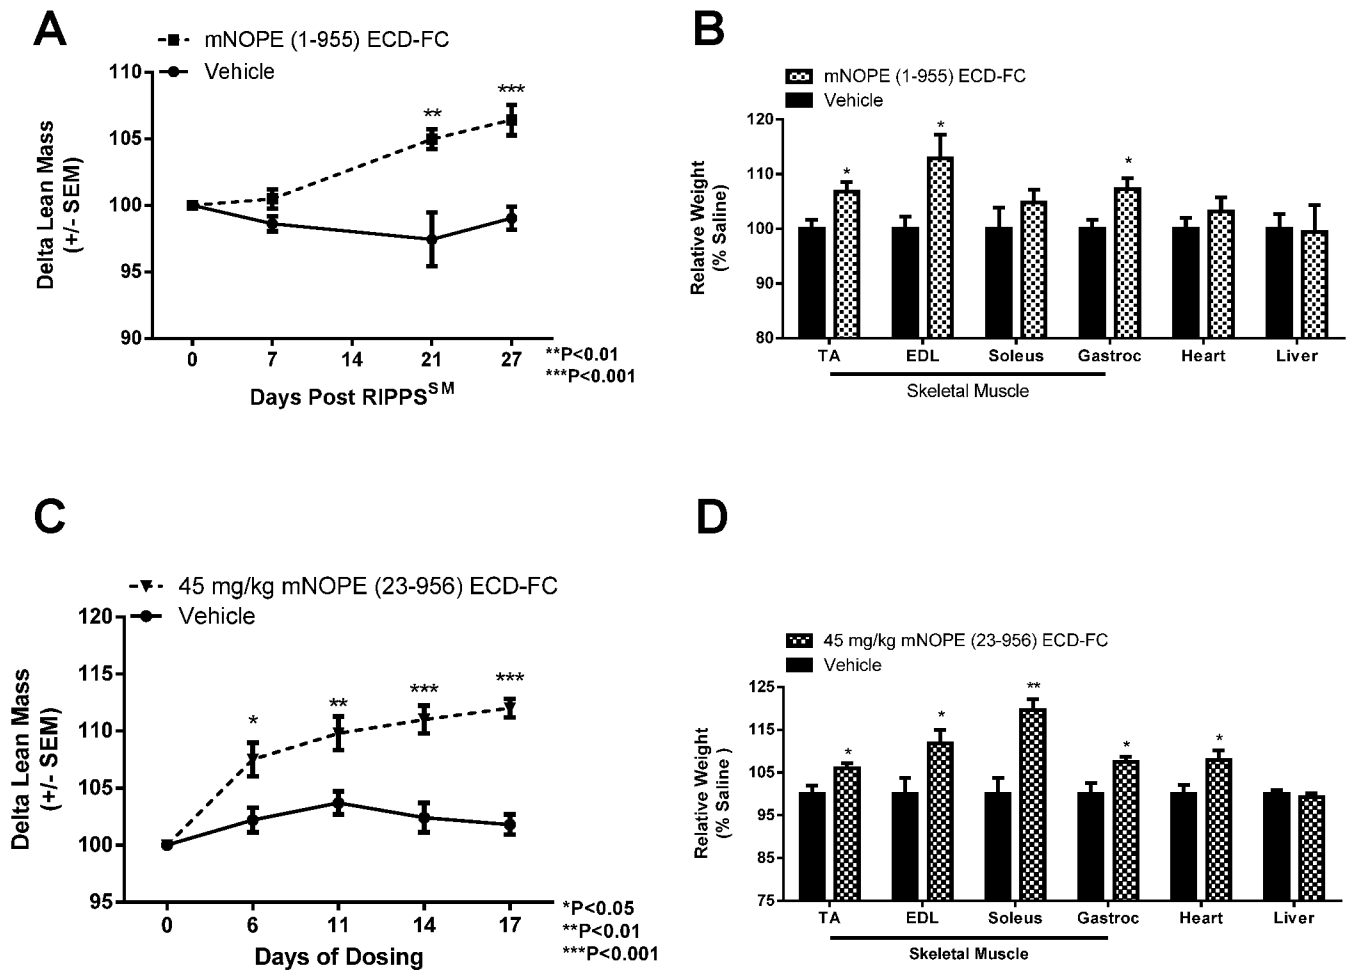 A
mNOPE (1-955) ECD-FC
Vehicle
110
105
100
95
90
Delta Lean Mass
(+/- SEM)
**
***
0 7 14 21 27
**P<0.01
***P<0.001
Days Post RIPPS SM
B
mNOPE (1-955) ECD-FC
Vehicle
120
110
100
90
80
Relative Weight
(% Saline)
* * *
TA EDL Soleus Gastroc Heart Liver
Skeletal Muscle
C
45 mg/kg mNOPE (23-956) ECD-FC
Vehicle
120
115
110
105
100
95
Delta Lean Mass
(+/- SEM)
* ** *** ***
0 6 11 14 17
*P<0.05
**P<0.01
***P<0.001
Days of Dosing
D
45 mg/kg mNOPE (23-956) ECD-FC
Vehicle
125
115
105
95
85
75
Relative Weight
(% Saline )
* * ** * *
TA EDL Soleus Gastroc Heart Liver
Skeletal Muscle